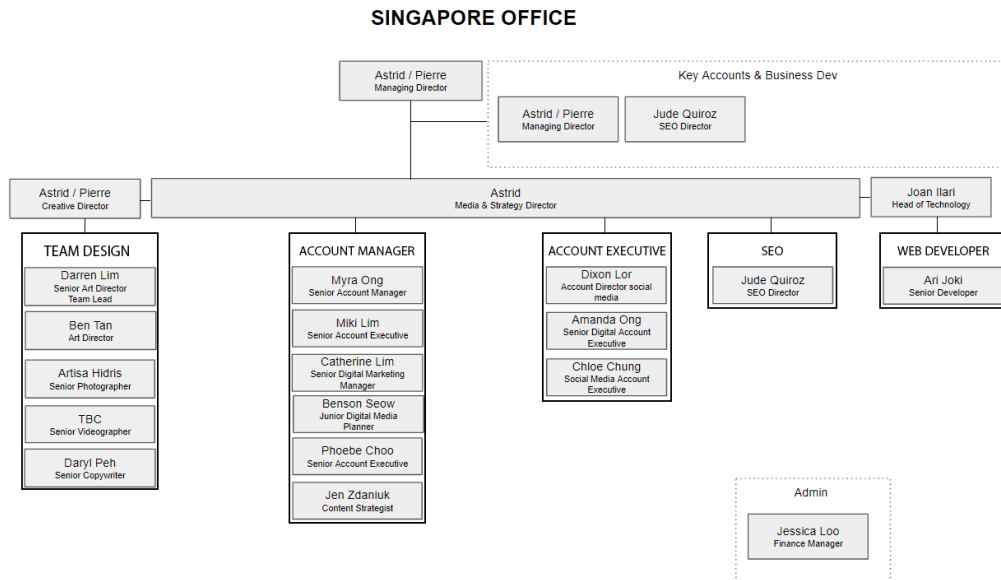 SINGAPORE OFFICE
Astrid / Pierre
Managing Director
Key Accounts & Business Dev
Astrid / Pierre
Managing Director
Jude Quiroz
SEO Director
Astrid / Pierre
Creative Director
Astrid
Media & Strategy Director
Joan Ilari
Head of Technology
TEAM DESIGN
Darren Lim
Senior Art Director
Team Lead
Ben Tan
Art Director
Artisa Hidris
Senior Photographer
TBC
Senior Videographer
Daryl Peh
Senior Copywriter
ACCOUNT MANAGER
Myra Ong
Senior Account Manager
Miki Lim
Senior Account Executive
Catherine Lim
Senior Digital Marketing
Manager
Benson Seow
Junior Digital Media
Planner
Phoebe Choo
Senior Account Executive
Jen Zdaniuk
Content Strategist
ACCOUNT EXECUTIVE
Dixon Lor
Account Director social
media
Amanda Ong
Senior Digital Account
Executive
Chloe Chung
Social Media Account
Executive
SEO
Jude Quiroz
SEO Director
WEB DEVELOPER
Ari Joki
Senior Developer
Admin
Jessica Loo
Finance Manager